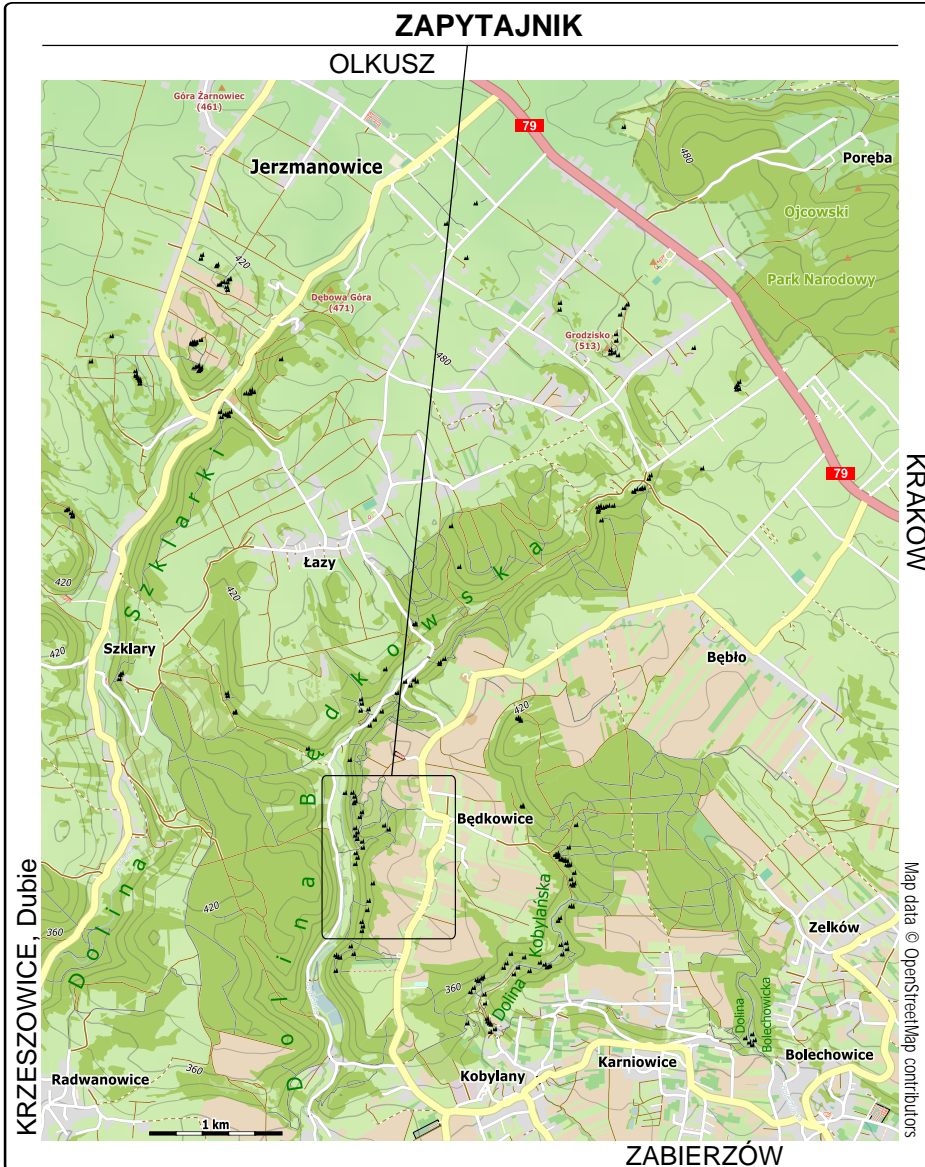 ZAPYTAJNIK
OLKUSZ
Góra Żarnowiec
(461)
79
Jerzmanowice
480
Poręba
Ojcowski
Park Narodowy
420
Dębowa Góra
(471)
Grodzisko
(513)
480
79
KRAKÓW
Dolina Szklarki
Łazy
420
420
420
Szklary
Dolina Będkowska
Bębło
420
Będkowice
KRZESZOWICE, Dubie
Map data © OpenStreetMap contributors
420
360
Dolina Kobylańska
Zelków
360
Dolina
Bolechowicka
Bolechowice
Karniowice
Kobylany
Radwanowice
360
1 km
ZABIERZÓW